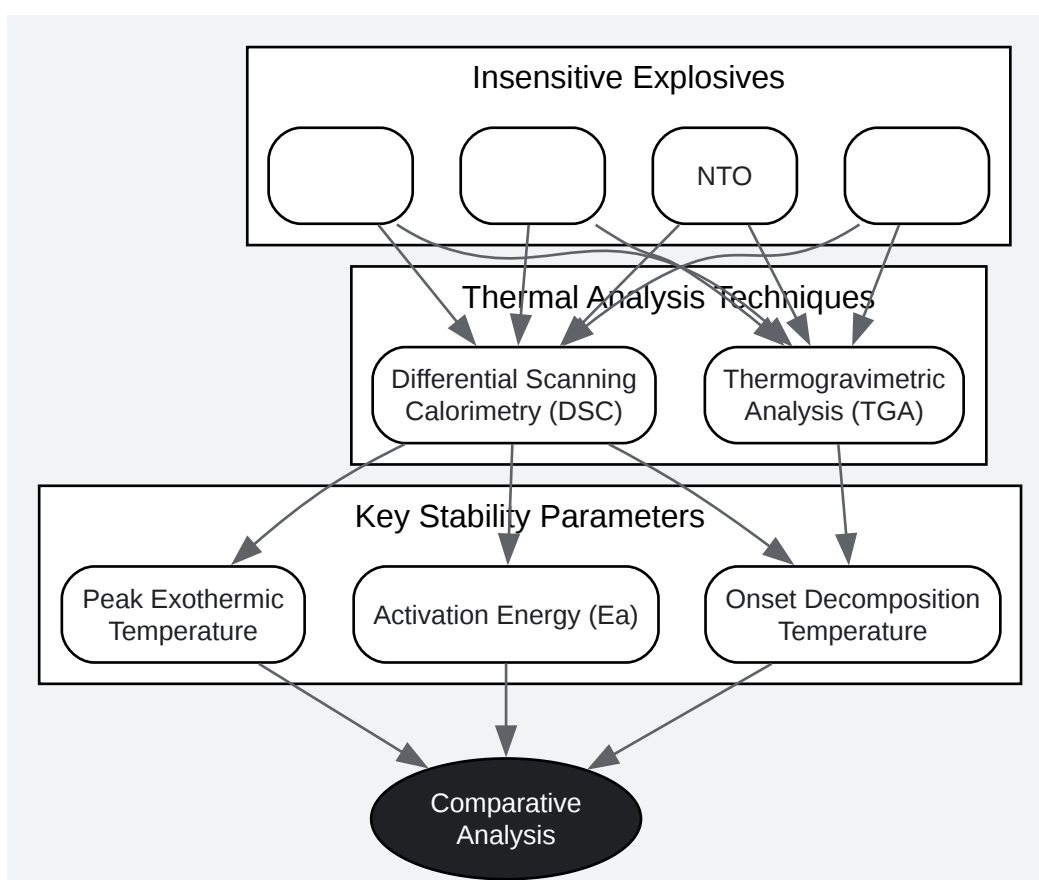 Insensitive Explosives
NTO
Thermal Analysis Techniques
Differential Scanning
Calorimetry (DSC)
Thermogravimetric
Analysis (TGA)
Key Stability Parameters
Peak Exothermic
Temperature
Activation Energy (Ea)
Onset Decomposition
Temperature
Comparative
Analysis